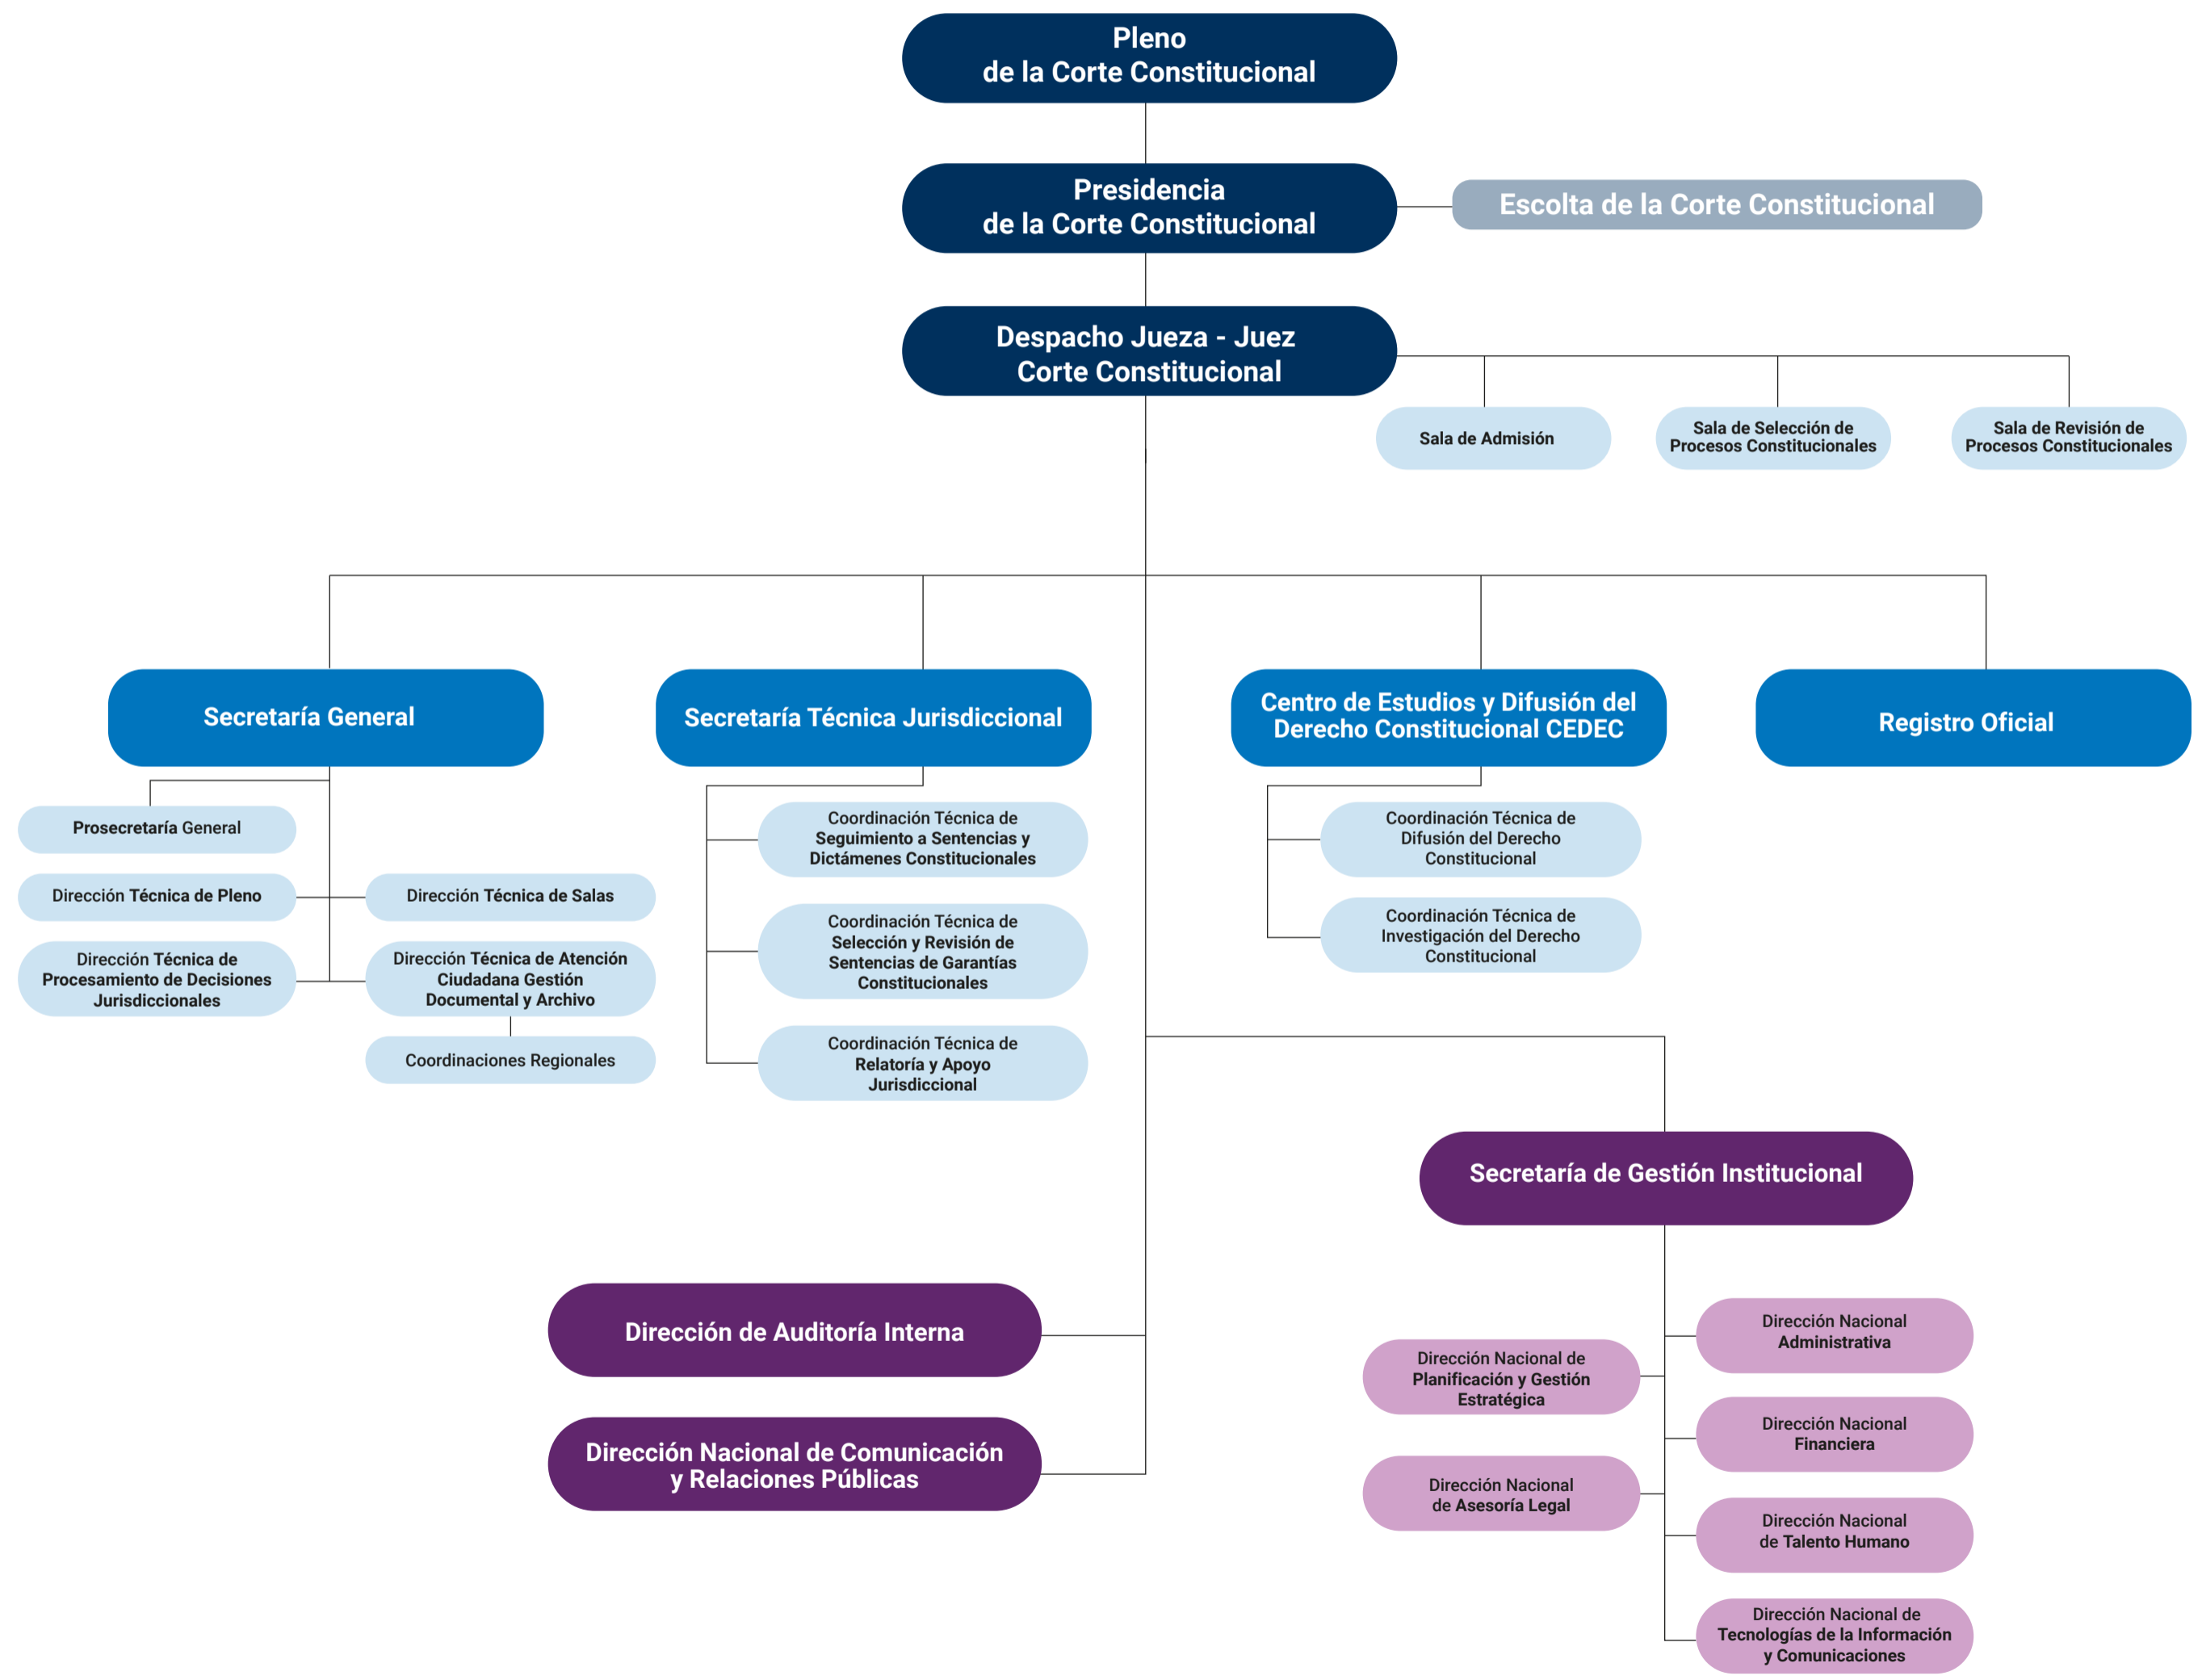 Pleno
de la Corte Constitucional
Presidencia
de la Corte Constitucional
Escolta de la Corte Constitucional
Despacho Jueza - Juez
Corte Constitucional
Sala de Admisión
Sala de Selección de
Procesos Constitucionales
Sala de Revisión de
Procesos Constitucionales
Secretaría General
Secretaría Técnica Jurisdiccional
Centro de Estudios y Difusión del
Derecho Constitucional CEDEC
Registro Oficial
Prosecretaría General
Dirección Técnica de Pleno
Dirección Técnica de Salas
Dirección Técnica de
Procesamiento de Decisiones
Jurisdiccionales
Dirección Técnica de Atención
Ciudadana Gestión
Documental y Archivo
Coordinaciones Regionales
Coordinación Técnica de
Seguimiento a Sentencias y
Dictámenes Constitucionales
Coordinación Técnica de
Selección y Revisión de
Sentencias de Garantías
Constitucionales
Coordinación Técnica de
Relatoría y Apoyo
Jurisdiccional
Coordinación Técnica de
Difusión del Derecho
Constitucional
Coordinación Técnica de
Investigación del Derecho
Constitucional
Secretaría de Gestión Institucional
Dirección de Auditoría Interna
Dirección Nacional de Comunicación
y Relaciones Públicas
Dirección Nacional de
Planificación y Gestión
Estratégica
Dirección Nacional
de Asesoría Legal
Dirección Nacional
Administrativa
Dirección Nacional
Financiera
Dirección Nacional
de Talento Humano
Dirección Nacional de
Tecnologías de la Información
y Comunicaciones